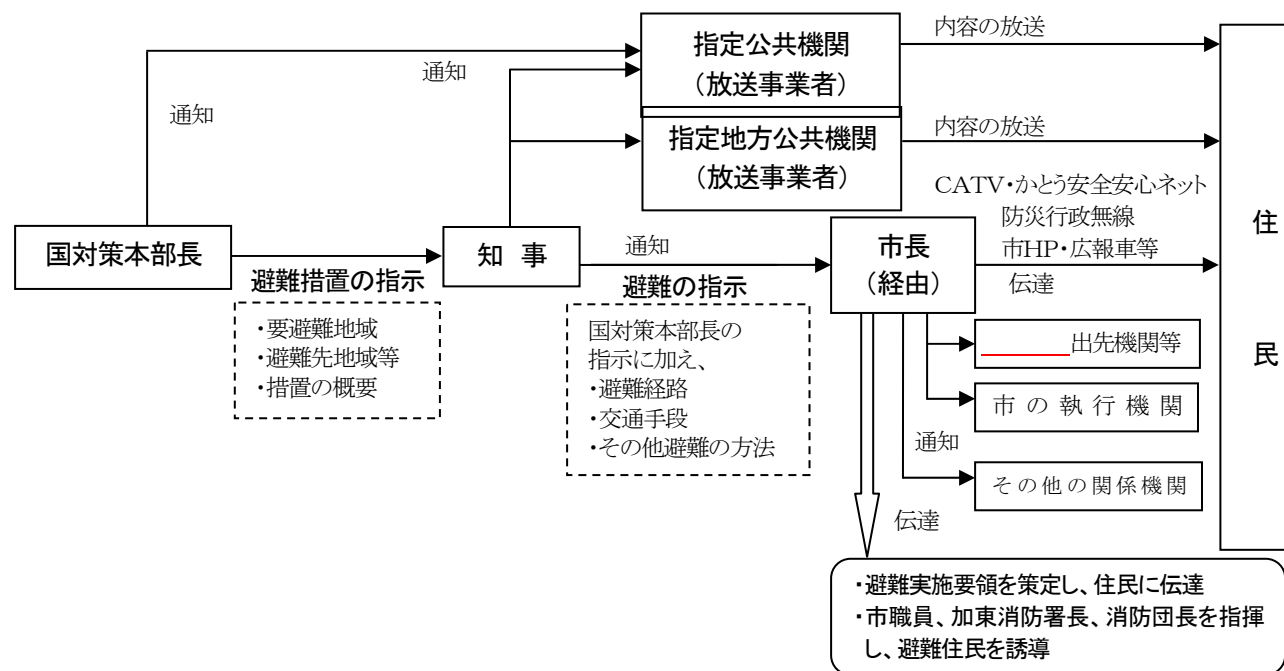 指定公共機関
(放送事業者)
内容の放送
通知
通知
指定地方公共機関
(放送事業者)
内容の放送
CATV・かとう安全安心ネット
防災行政無線
市HP・広報車等
伝達
住民
国対策本部長
避難措置の指示
・要避難地域
・避難先地域等
・措置の概要
知 事
通知
避難の指示
国対策本部長の
指示に加え、
・避難経路
・交通手段
・その他避難の方法
市長
(経由)
出先機関等
市の執行機関
通知
その他の関係機関
伝達
・避難実施要領を策定し、住民に伝達
・市職員、加東消防署長、消防団長を指揮
し、避難住民を誘導